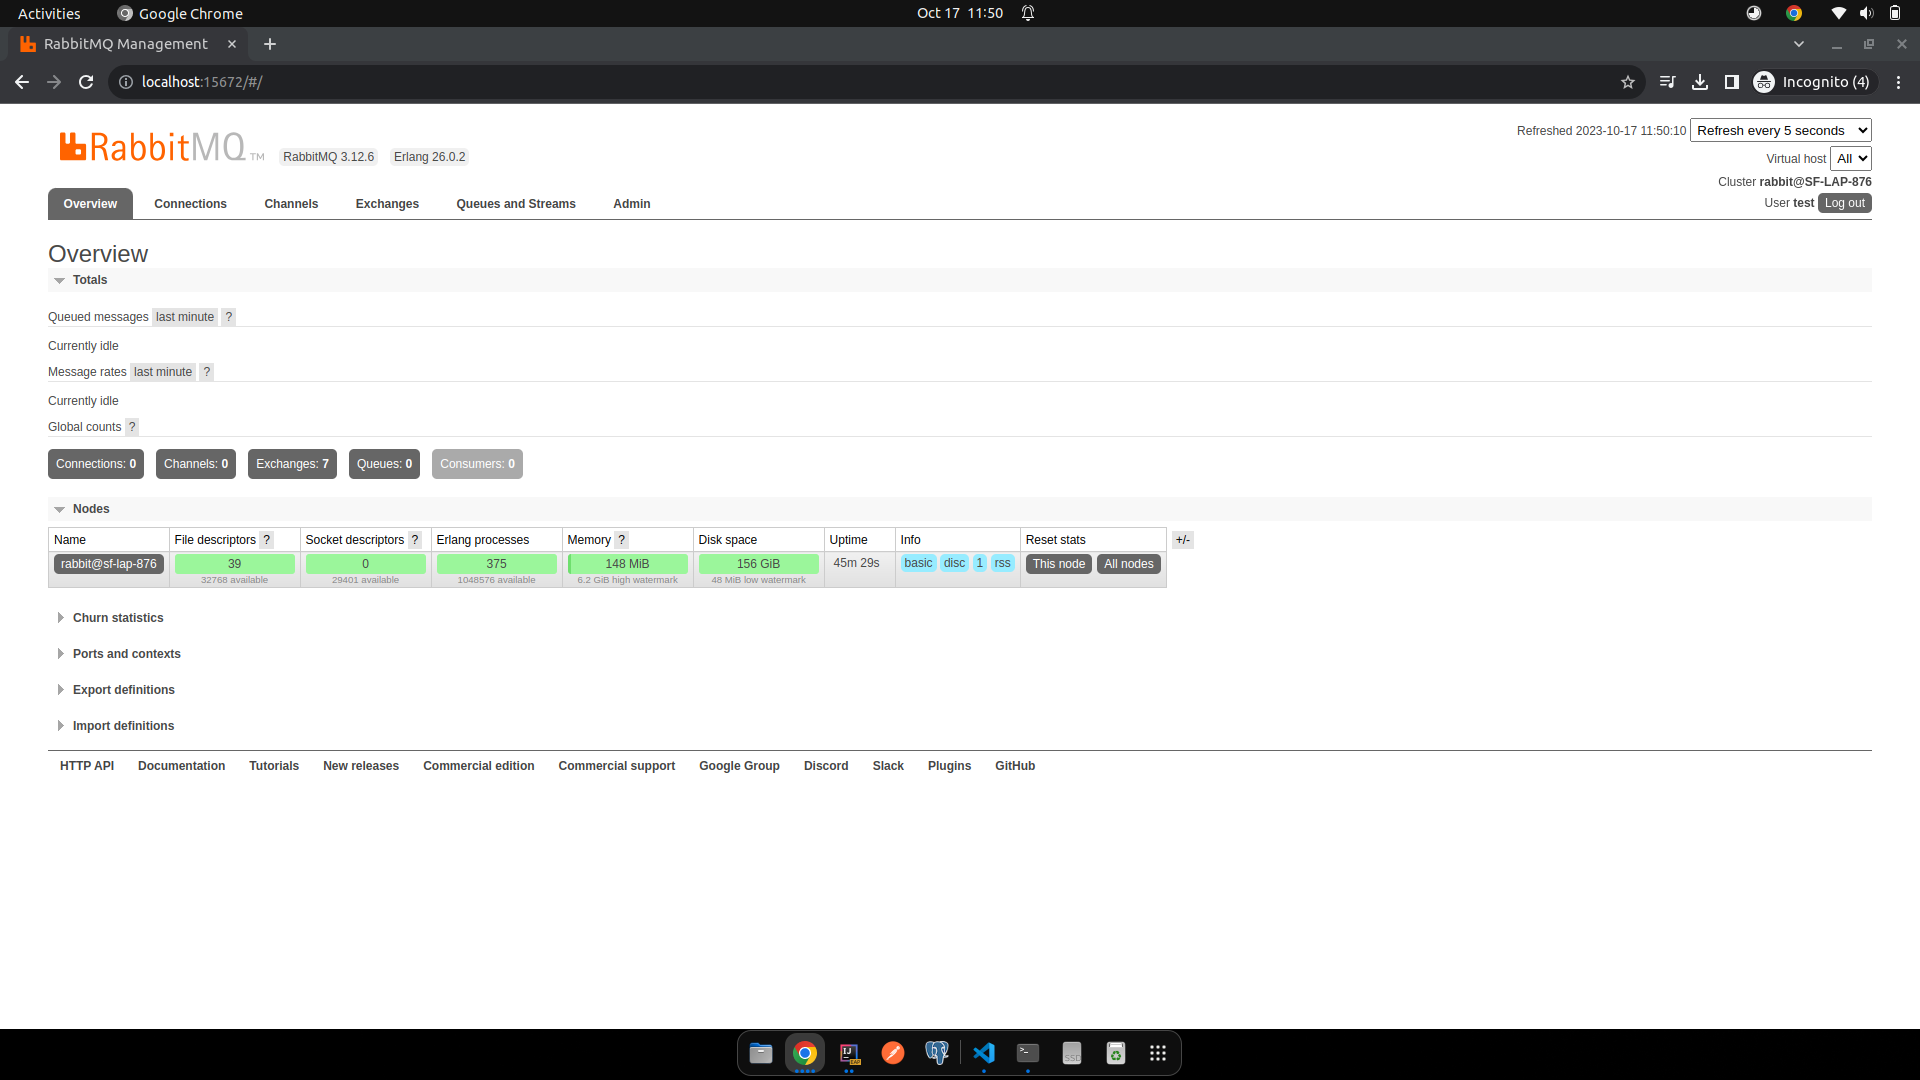 Activities Google Chrome Oct 17 11:50
RabbitMQ Management
localhost:15672/#/ Incognito (4)
RabbitMQ TM RabbitMQ 3.12.6 Erlang 26.0.2
Refreshed 2023-10-17 11:50:10 Refresh every 5 seconds
Virtual host All
Cluster rabbit@SF-LAP-876
User test Log out
Overview Connections Channels Exchanges Queues and Streams Admin
Overview
Totals
Queued messages last minute ?
Currently idle
Message rates last minute ?
Currently idle
Global counts ?
Connections: 0 Channels: 0 Exchanges: 7 Queues: 0 Consumers: 0
Nodes
Name File descriptors ? Socket descriptors ? Erlang processes Memory ? Disk space Uptime Info Reset stats +/-
rabbit@sf-lap-876 39 0 375 148 MiB 156 GiB 45m 29s basic disc 1 rss This node All nodes
32768 available 29401 available 1048576 available 6.2 GiB high watermark 48 MiB low watermark
Churn statistics
Ports and contexts
Export definitions
Import definitions
HTTP API Documentation Tutorials New releases Commercial edition Commercial support Google Group Discord Slack Plugins GitHub
IJ EAP SSD